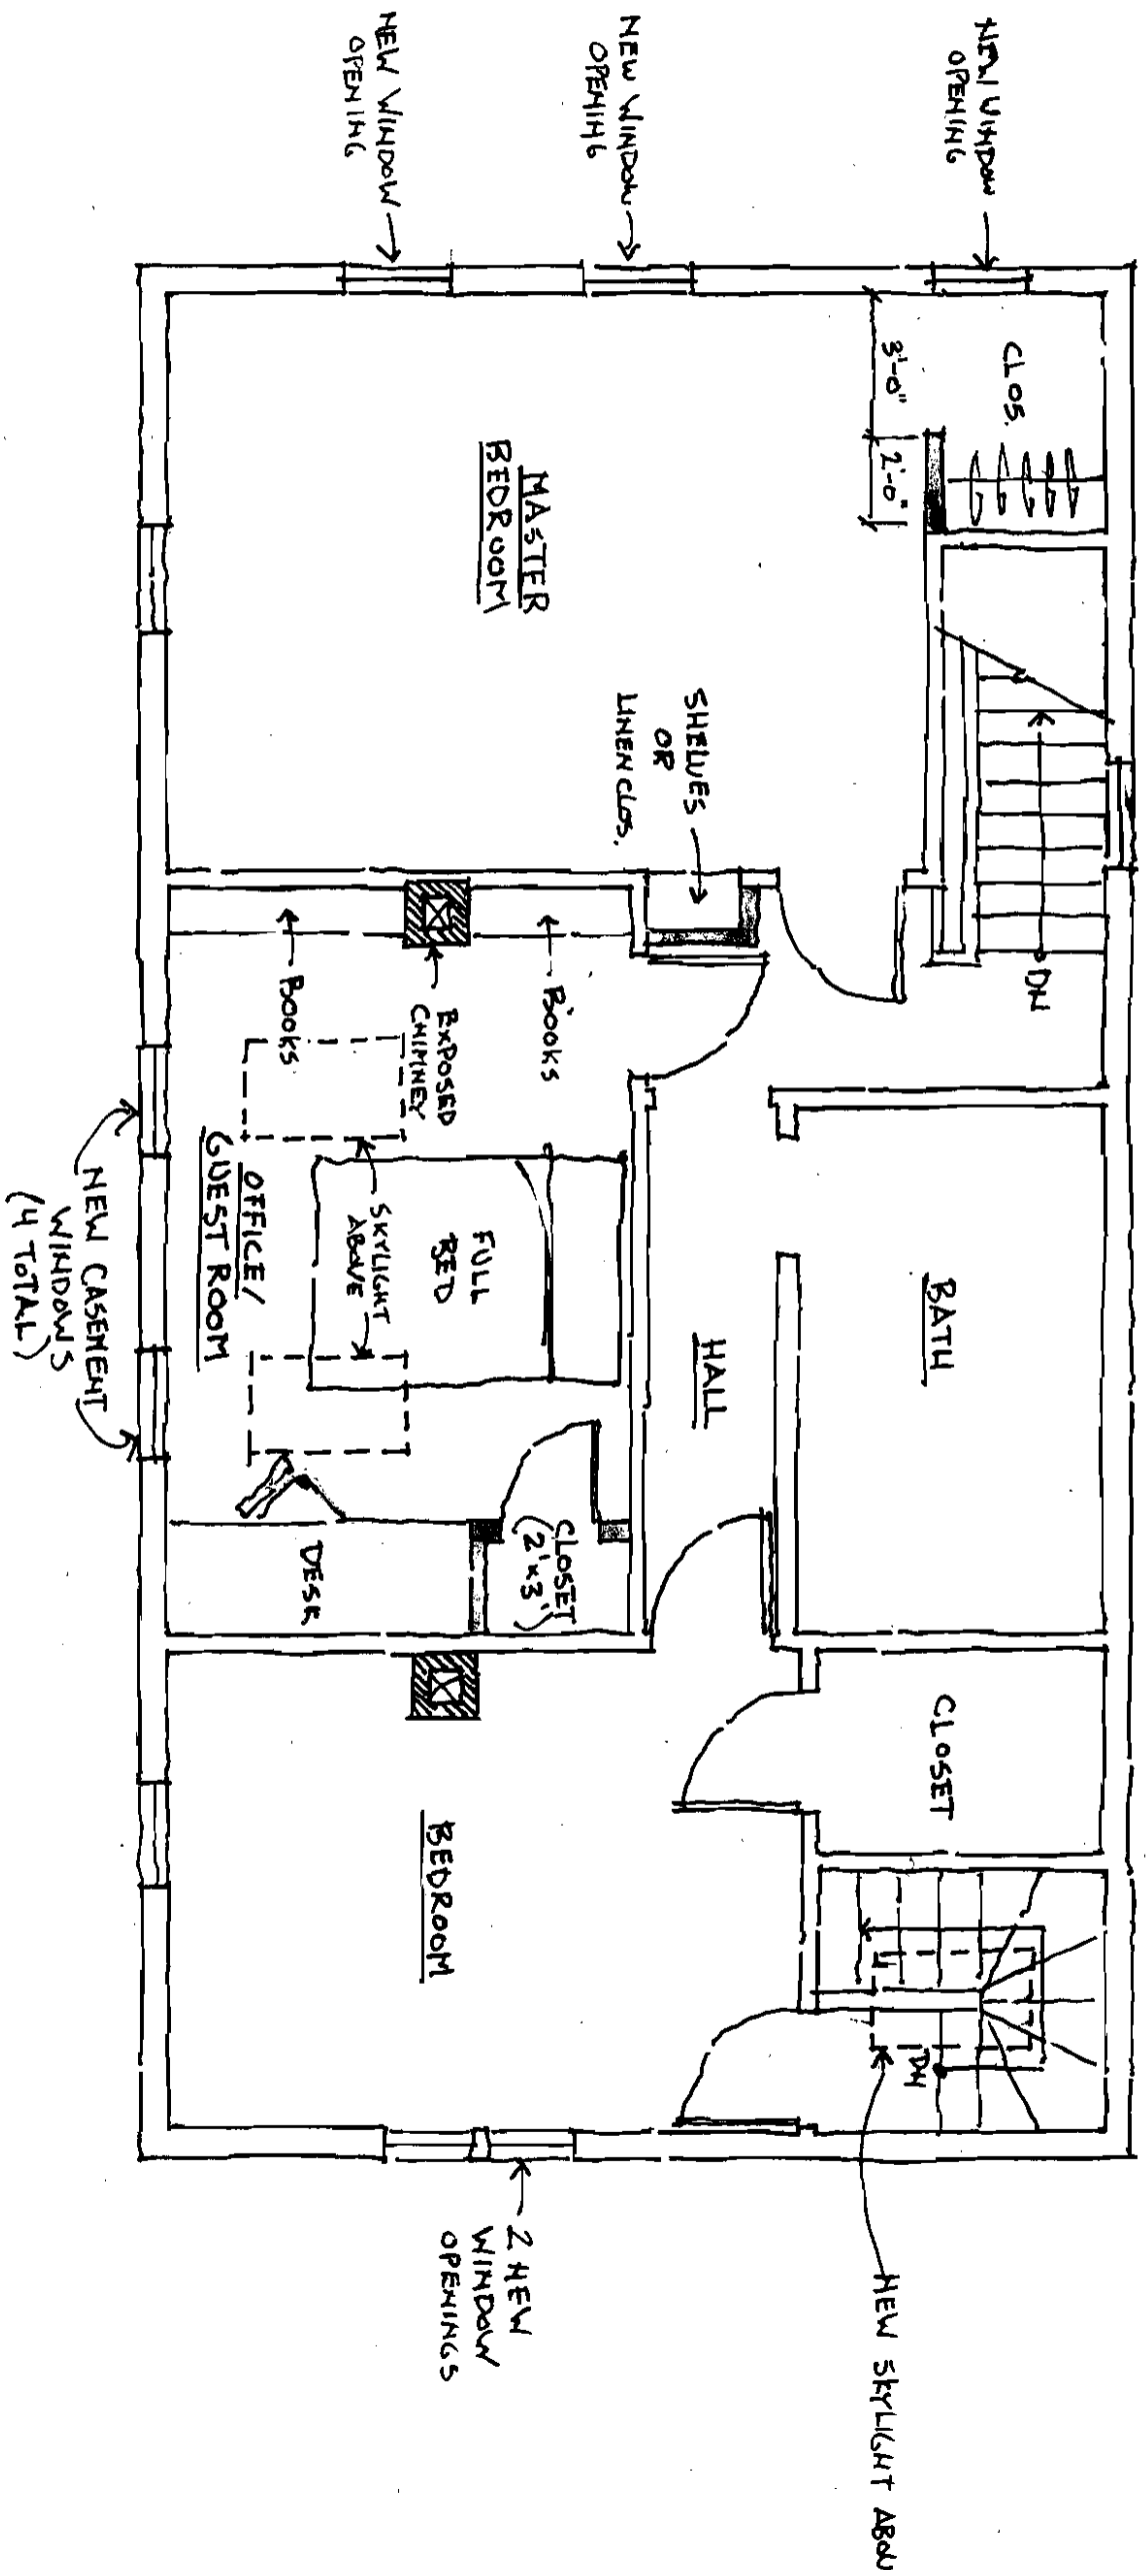 NEW WINDOW
OPENING
NEW WINDOW
OPENING
NEW WINDOW
OPENING
CLOS.
3'-0"
2'-0"
MASTER
BEDROOM
SHELVES
OR
LINEN CLOS.
DN
BOOKS
BOOKS
EXPOSED
CHIMNEY
SKYLIGHT
ABOVE
FULL
BED
OFFICE/
GUEST ROOM
NEW CASEMENT
WINDOWS
(4 TOTAL)
HALL
BATH
CLOSET
(2'x3')
DESK
CLOSET
BEDROOM
DN
2 NEW
WINDOW
OPENINGS
NEW SKYLIGHT ABOV